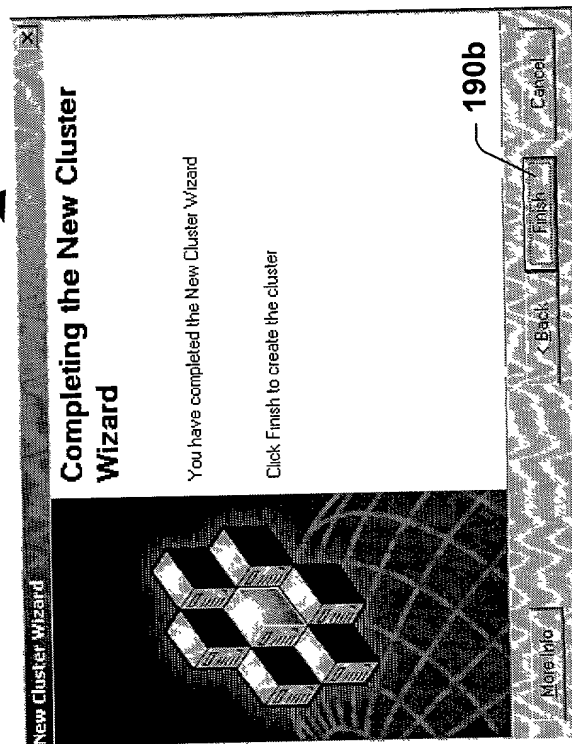 New Cluster Wizard
Completing the New Cluster
Wizard
You have completed the New Cluster Wizard
Click Finish to create the cluster
190b
More Info
< Back
Finish
Cancel